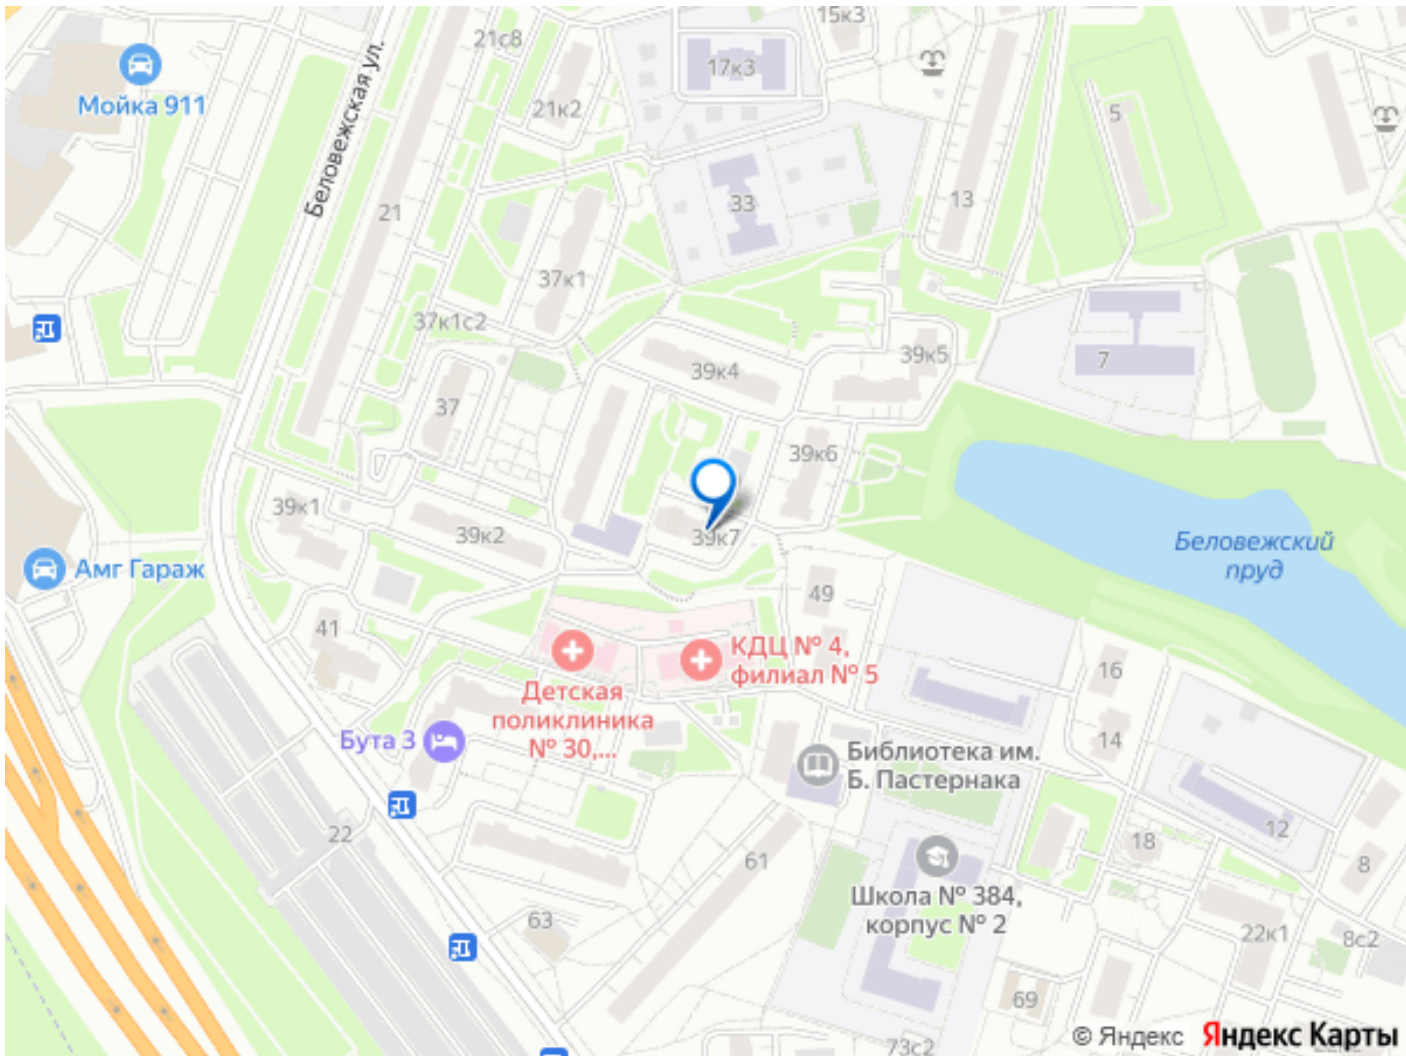 15к3
21с8
17к3
Мойка 911
21к2
5
Беловежская ул.
33
13
21
37к1
37к1с2
39к5
7
39к4
37
39к6
39к1
39к2
39к7
Беловежский
пруд
Амг Гараж
49
41
КДЦ № 4,
филиал № 5
16
Детская
поликлиника
№ 30,...
Бута 3
14
Библиотека им.
Б. Пастернака
22
12
18
61
8
Школа № 384,
корпус № 2
63
22к1
8с2
69
73с2
© Яндекс Яндекс Карты